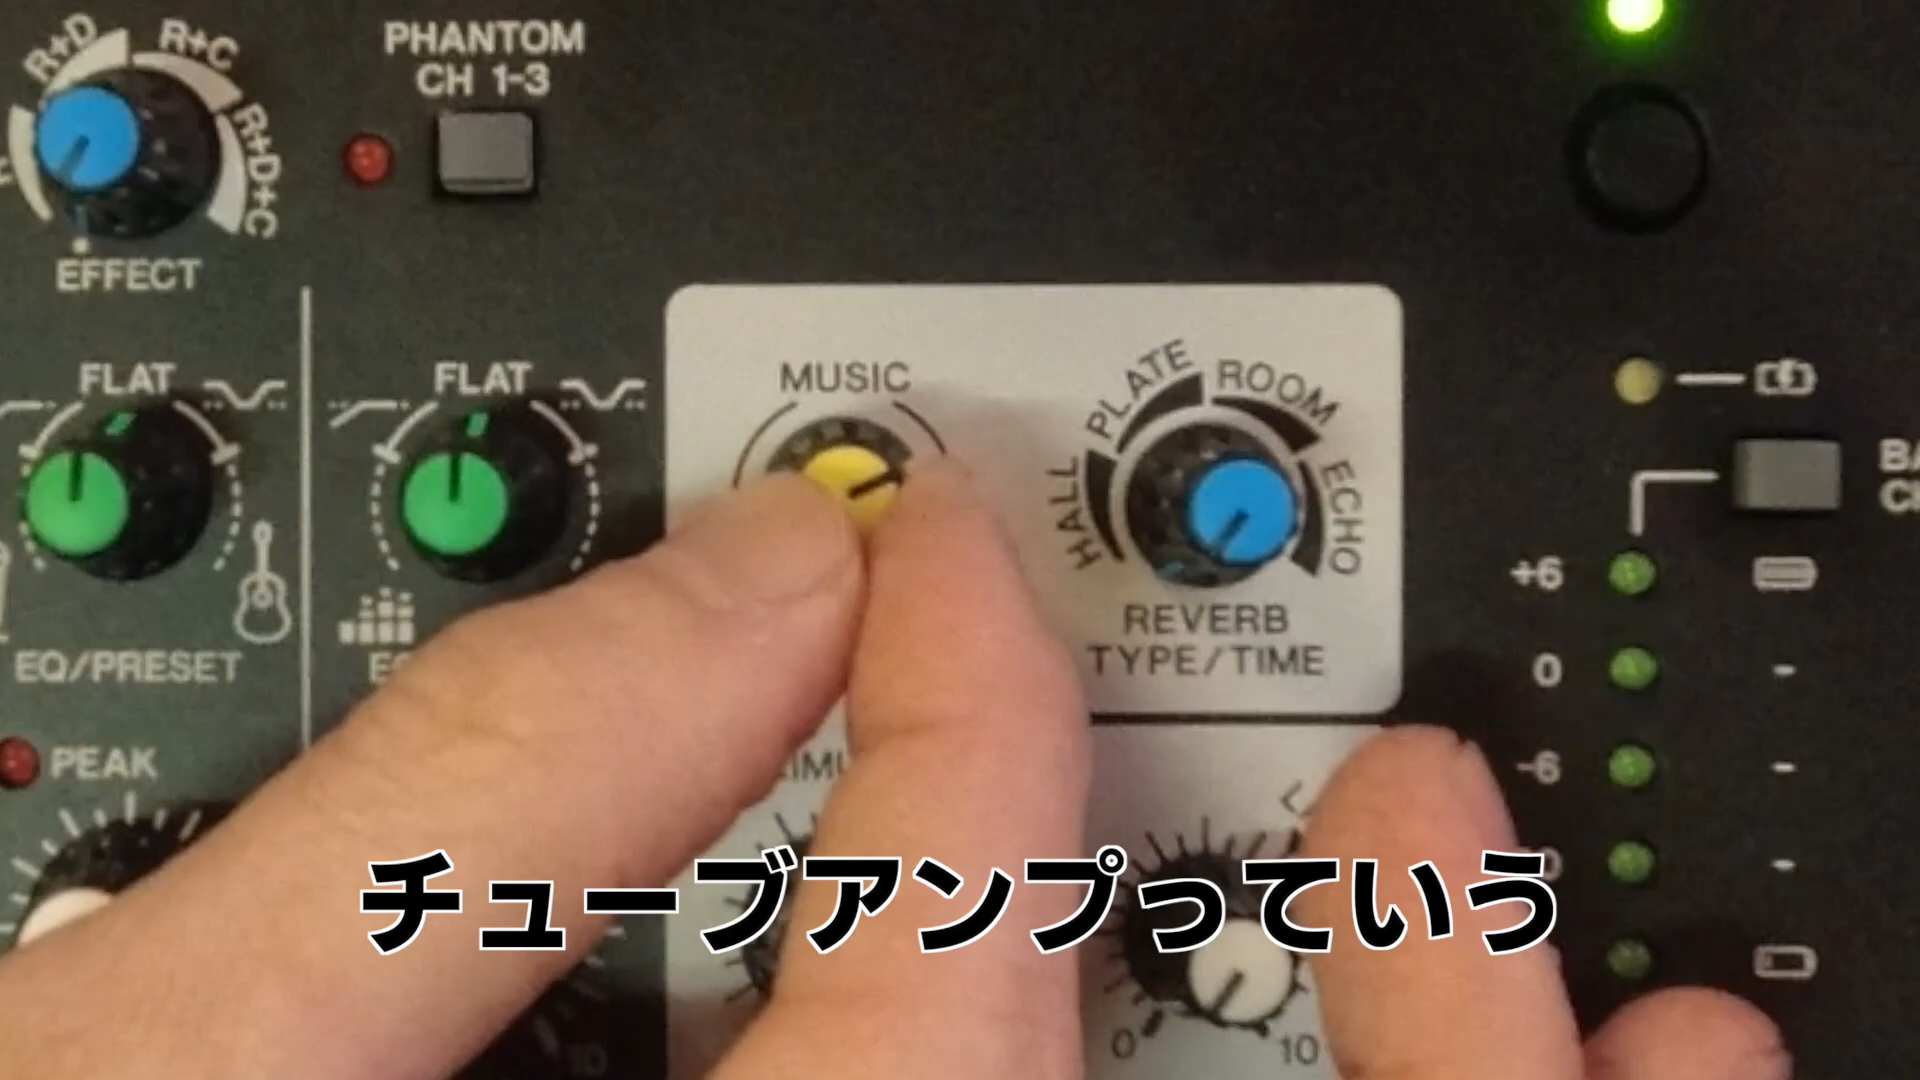 R+D
R+C
R+D+C
PHANTOM
CH 1-3
EFFECT
FLAT
FLAT
MUSIC
HALL
PLATE
ROOM
ECHO
REVERB
TYPE/TIME
EQ/PRESET
PEAK
+6
0
-6
0
10
10
チューブアンプっていう